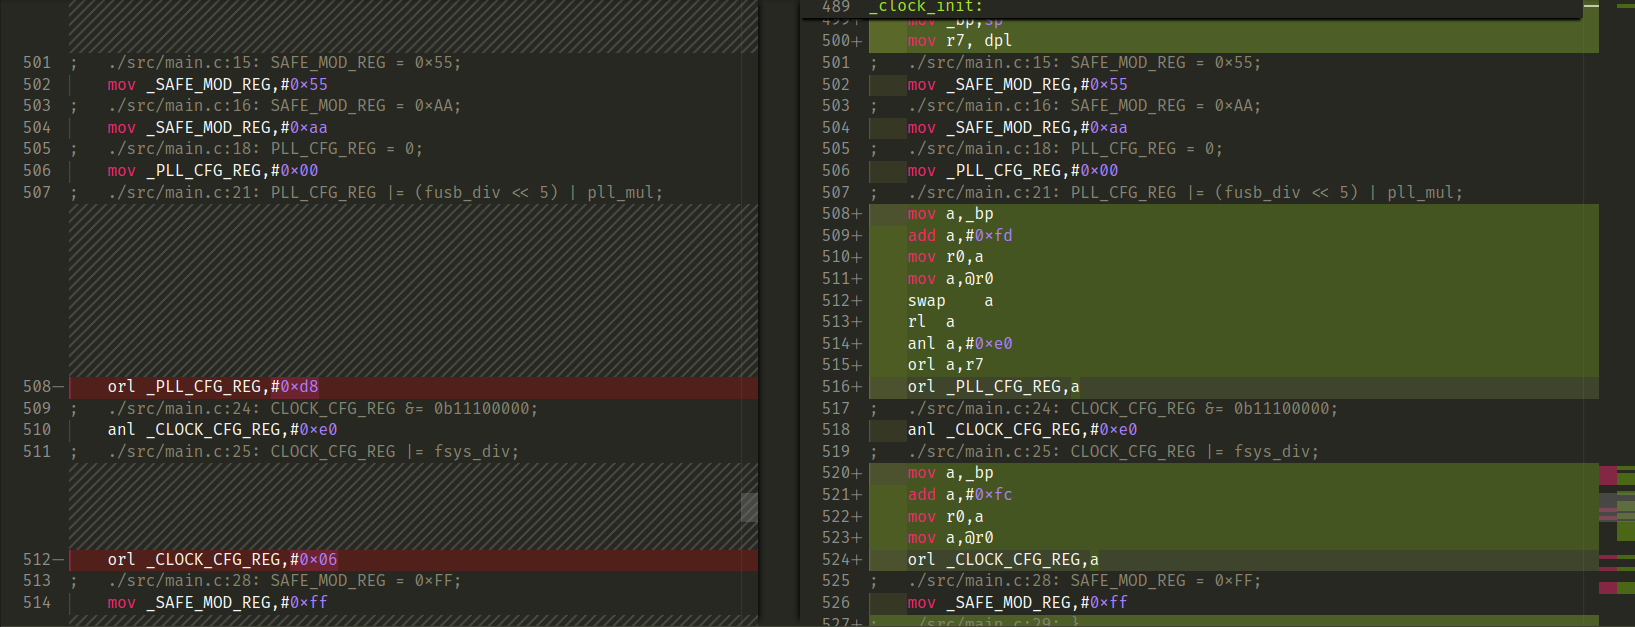 501 ;   ./src/main.c:15: SAFE_MOD_REG = 0x55;
502     mov _SAFE_MOD_REG,#0x55
503 ;   ./src/main.c:16: SAFE_MOD_REG = 0xAA;
504     mov _SAFE_MOD_REG,#0xaa
505 ;   ./src/main.c:18: PLL_CFG_REG = 0;
506     mov _PLL_CFG_REG,#0x00
507 ;   ./src/main.c:21: PLL_CFG_REG |= (fusb_div << 5) | pll_mul;
508—    orl _PLL_CFG_REG,#0xd8
509 ;   ./src/main.c:24: CLOCK_CFG_REG &= 0b11100000;
510     anl _CLOCK_CFG_REG,#0xe0
511 ;   ./src/main.c:25: CLOCK_CFG_REG |= fsys_div;
512—    orl _CLOCK_CFG_REG,#0x06
513 ;   ./src/main.c:28: SAFE_MOD_REG = 0xFF;
514     mov _SAFE_MOD_REG,#0xff
489 _clock_init:
499+    mov _bp,sp
500+    mov r7, dpl
501 ;   ./src/main.c:15: SAFE_MOD_REG = 0x55;
502     mov _SAFE_MOD_REG,#0x55
503 ;   ./src/main.c:16: SAFE_MOD_REG = 0xAA;
504     mov _SAFE_MOD_REG,#0xaa
505 ;   ./src/main.c:18: PLL_CFG_REG = 0;
506     mov _PLL_CFG_REG,#0x00
507 ;   ./src/main.c:21: PLL_CFG_REG |= (fusb_div << 5) | pll_mul;
508+    mov a,_bp
509+    add a,#0xfd
510+    mov r0,a
511+    mov a,@r0
512+    swap    a
513+    rl  a
514+    anl a,#0xe0
515+    orl a,r7
516+    orl _PLL_CFG_REG,a
517 ;   ./src/main.c:24: CLOCK_CFG_REG &= 0b11100000;
518     anl _CLOCK_CFG_REG,#0xe0
519 ;   ./src/main.c:25: CLOCK_CFG_REG |= fsys_div;
520+    mov a,_bp
521+    add a,#0xfc
522+    mov r0,a
523+    mov a,@r0
524+    orl _CLOCK_CFG_REG,a
525 ;   ./src/main.c:28: SAFE_MOD_REG = 0xFF;
526     mov _SAFE_MOD_REG,#0xff
527+;   ./src/main.c:29: }